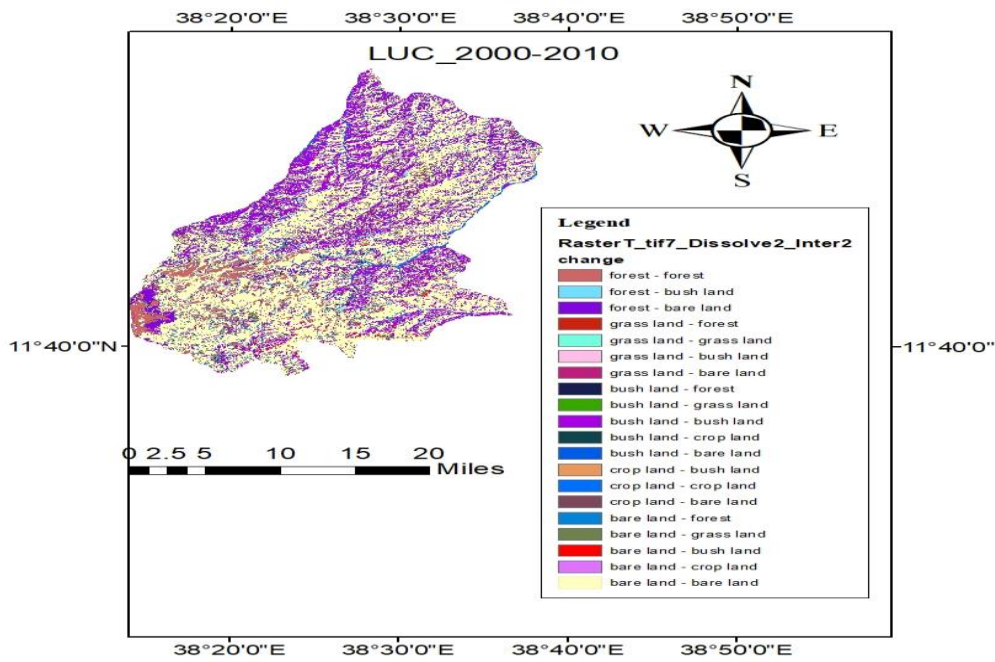 38°20'0"E 38°30'0"E 38°40'0"E 38°50'0"E
LUC_2000-2010
N
W E
S
Legend
RasterT_tif7_Dissolve2_Inter2
change
forest - forest
forest - bush land
forest - bare land
grass land - forest
grass land - grass land
grass land - bush land
grass land - bare land
bush land - forest
bush land - grass land
bush land - bush land
bush land - crop land
bush land - bare land
crop land - bush land
crop land - crop land
crop land - bare land
bare land - forest
bare land - grass land
bare land - bush land
bare land - crop land
bare land - bare land
11°40'0"N 11°40'0"
0 2.5 5 10 15 20
Miles
38°20'0"E 38°30'0"E 38°40'0"E 38°50'0"E